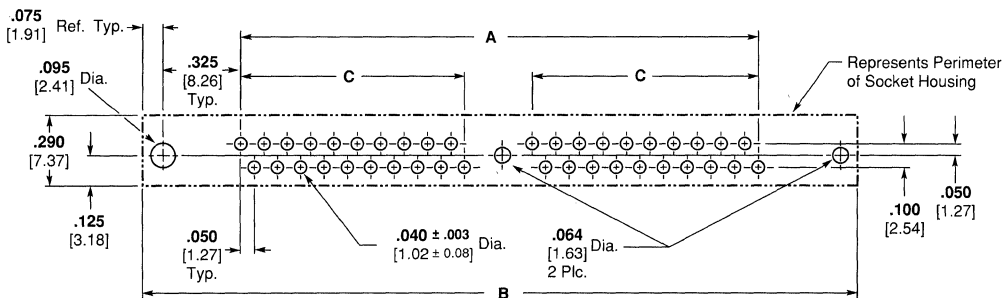 .075
[1.91]
Ref. Typ.
A
.325
[8.26]
Typ.
C
C
Represents Perimeter
of Socket Housing
.095
[2.41]
Dia.
.290
[7.37]
.125
[3.18]
.050
[1.27]
Typ.
.040 ± .003
[1.02 ± 0.08]
Dia.
.064
[1.63]
Dia.
2 Plc.
.100
[2.54]
.050
[1.27]
B